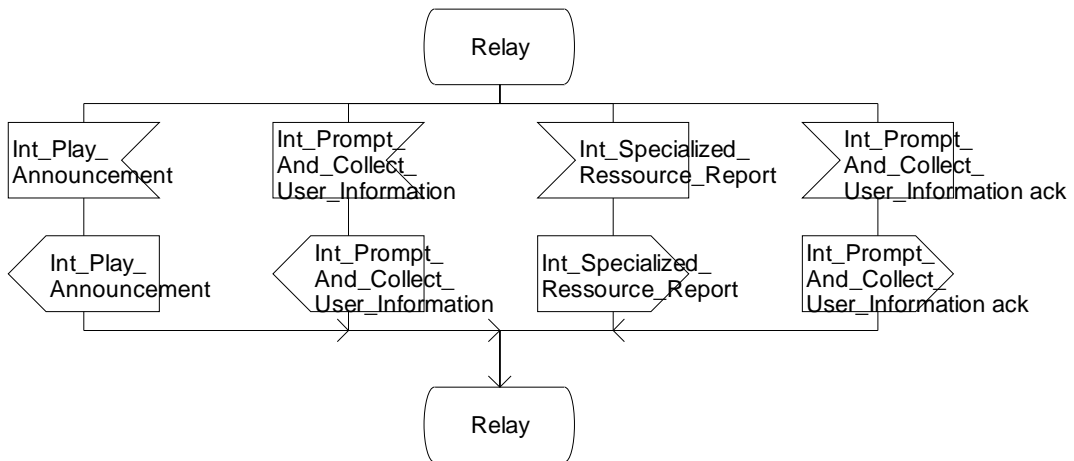 Relay
Int_Play_
Announcement
Int_Prompt_
And_Collect_
User_Information
Int_Specialized_
Ressource_Report
Int_Prompt_
And_Collect_
User_Information ack
Int_Play_
Announcement
Int_Prompt_
And_Collect_
User_Information
Int_Specialized_
Ressource_Report
Int_Prompt_
And_Collect_
User_Information ack
Relay